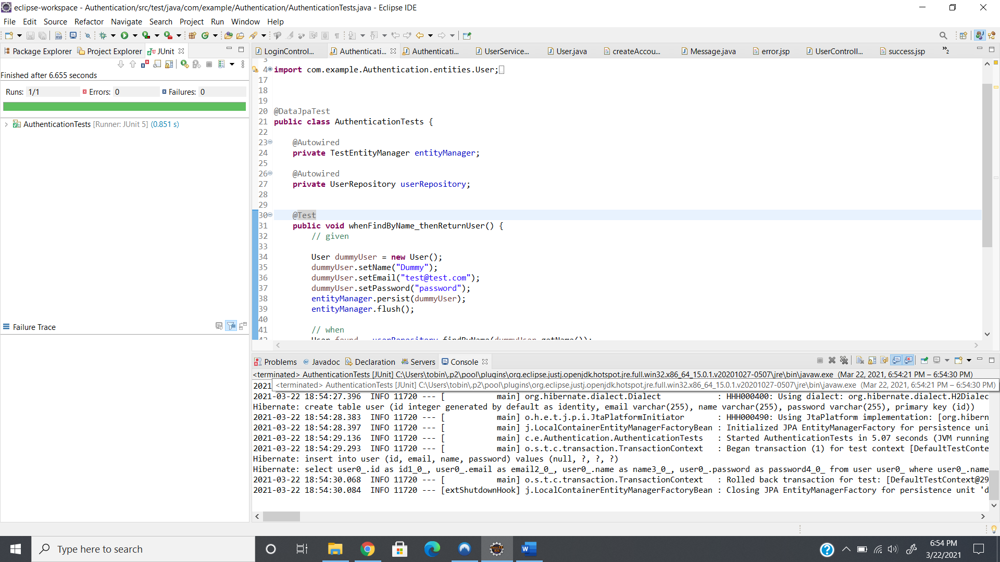 eclipse-workspace - Authentication/src/test/java/com/example/Authentication/AuthenticationTests.java - Eclipse IDE
File Edit Source Refactor Navigate Search Project Run Window Help
Package Explorer Project Explorer JUnit
Finished after 6.655 seconds
Runs: 1/1 Errors: 0 Failures: 0
AuthenticationTests [Runner: JUnit 5] (0.851 s)
Failure Trace
LoginControl... Authenticati... Authenticati... UserService... User.java createAccou... Message.java error.jsp UserControll... success.jsp »2
3
4 import com.example.Authentication.entities.User;
17
18
19
20 @DataJpaTest
21 public class AuthenticationTests {
22
23 @Autowired
24 private TestEntityManager entityManager;
25
26 @Autowired
27 private UserRepository userRepository;
28
29
30 @Test
31 public void whenFindByName_thenReturnUser() {
32 // given
33
34 User dummyUser = new User();
35 dummyUser.setName("Dummy");
36 dummyUser.setEmail("test@test.com");
37 dummyUser.setPassword("password");
38 entityManager.persist(dummyUser);
39 entityManager.flush();
40
41 // when
42 User found = userRepository.findByName(dummyUser.getName());
Problems Javadoc Declaration Servers Console
<terminated> AuthenticationTests [JUnit] C:\Users\tobin\.p2\pool\plugins\org.eclipse.justj.openjdk.hotspot.jre.full.win32.x86_64_15.0.1.v20201027-0507\jre\bin\javaw.exe (Mar 22, 2021, 6:54:21 PM – 6:54:30 PM)
2021
<terminated> AuthenticationTests [JUnit] C:\Users\tobin\.p2\pool\plugins\org.eclipse.justj.openjdk.hotspot.jre.full.win32.x86_64_15.0.1.v20201027-0507\jre\bin\javaw.exe (Mar 22, 2021, 6:54:21 PM – 6:54:30 PM)
2021-03-22 18:54:27.396 INFO 11720 --- [ main] org.hibernate.dialect.Dialect : HHH000400: Using dialect: org.hibernate.dialect.H2Dialec
Hibernate: create table user (id integer generated by default as identity, email varchar(255), name varchar(255), password varchar(255), primary key (id))
2021-03-22 18:54:28.383 INFO 11720 --- [ main] o.h.e.t.j.p.i.JtaPlatformInitiator : HHH000490: Using JtaPlatform implementation: [org.hibern
2021-03-22 18:54:28.397 INFO 11720 --- [ main] j.LocalContainerEntityManagerFactoryBean : Initialized JPA EntityManagerFactory for persistence uni
2021-03-22 18:54:29.136 INFO 11720 --- [ main] c.e.Authentication.AuthenticationTests : Started AuthenticationTests in 5.07 seconds (JVM running
2021-03-22 18:54:29.293 INFO 11720 --- [ main] o.s.t.c.transaction.TransactionContext : Began transaction (1) for test context [DefaultTestConte
Hibernate: insert into user (id, email, name, password) values (null, ?, ?, ?)
Hibernate: select user0_.id as id1_0_, user0_.email as email2_0_, user0_.name as name3_0_, user0_.password as password4_0_ from user user0_ where user0_.name
2021-03-22 18:54:30.068 INFO 11720 --- [ main] o.s.t.c.transaction.TransactionContext : Rolled back transaction for test: [DefaultTestContext@29
2021-03-22 18:54:30.084 INFO 11720 --- [extShutdownHook] j.LocalContainerEntityManagerFactoryBean : Closing JPA EntityManagerFactory for persistence unit 'd
Type here to search
6:54 PM
3/22/2021